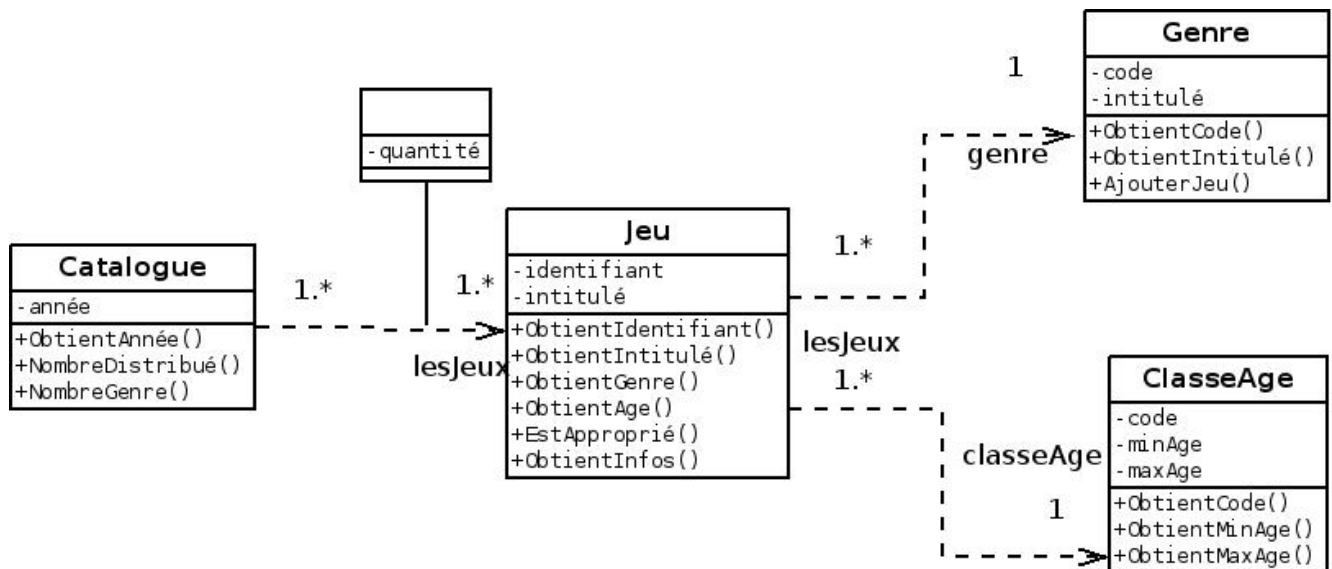 Genre
-code
-intitulé
+ObtientCode()
+ObtientIntitulé()
+AjouterJeu()
1
genre
1.*
-quantité
Catalogue
-année
+ObtientAnnée()
+NombreDistribué()
+NombreGenre()
1.*
1.*
lesJeux
Jeu
-identifiant
-intitulé
+ObtientIdentifiant()
+ObtientIntitulé()
+ObtientGenre()
+ObtientAge()
+EstApproprié()
+ObtientInfos()
lesJeux
1.*
classeAge
1
ClasseAge
-code
-minAge
-maxAge
+ObtientCode()
+ObtientMinAge()
+ObtientMaxAge()